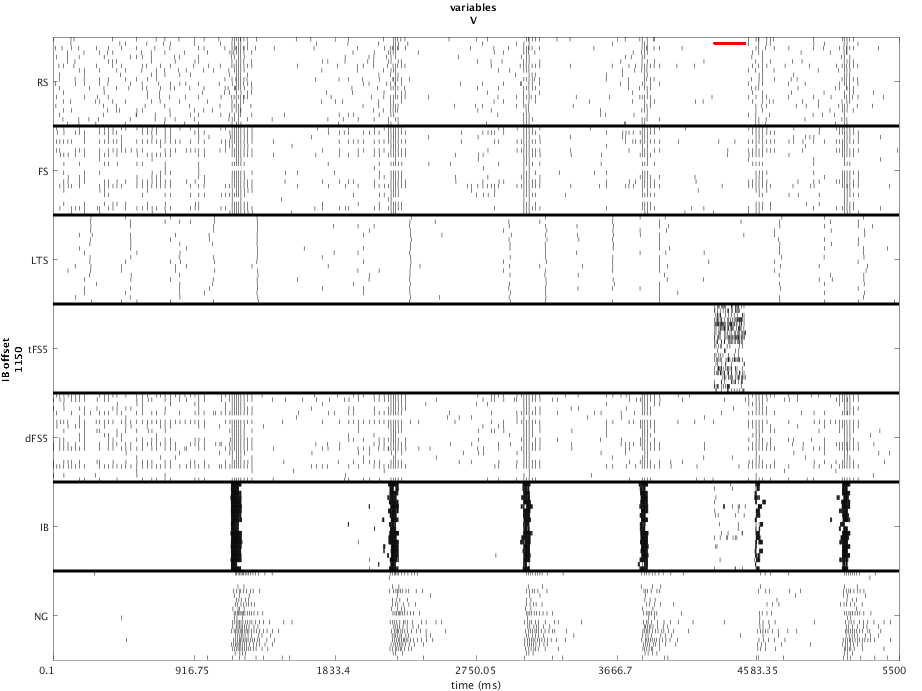 variables
V
RS
FS
LTS
tFS5
dFS5
IB
NG
IB offset
1150
0.1 916.75 1833.4 2750.05 3666.7 4583.35 5500
time (ms)